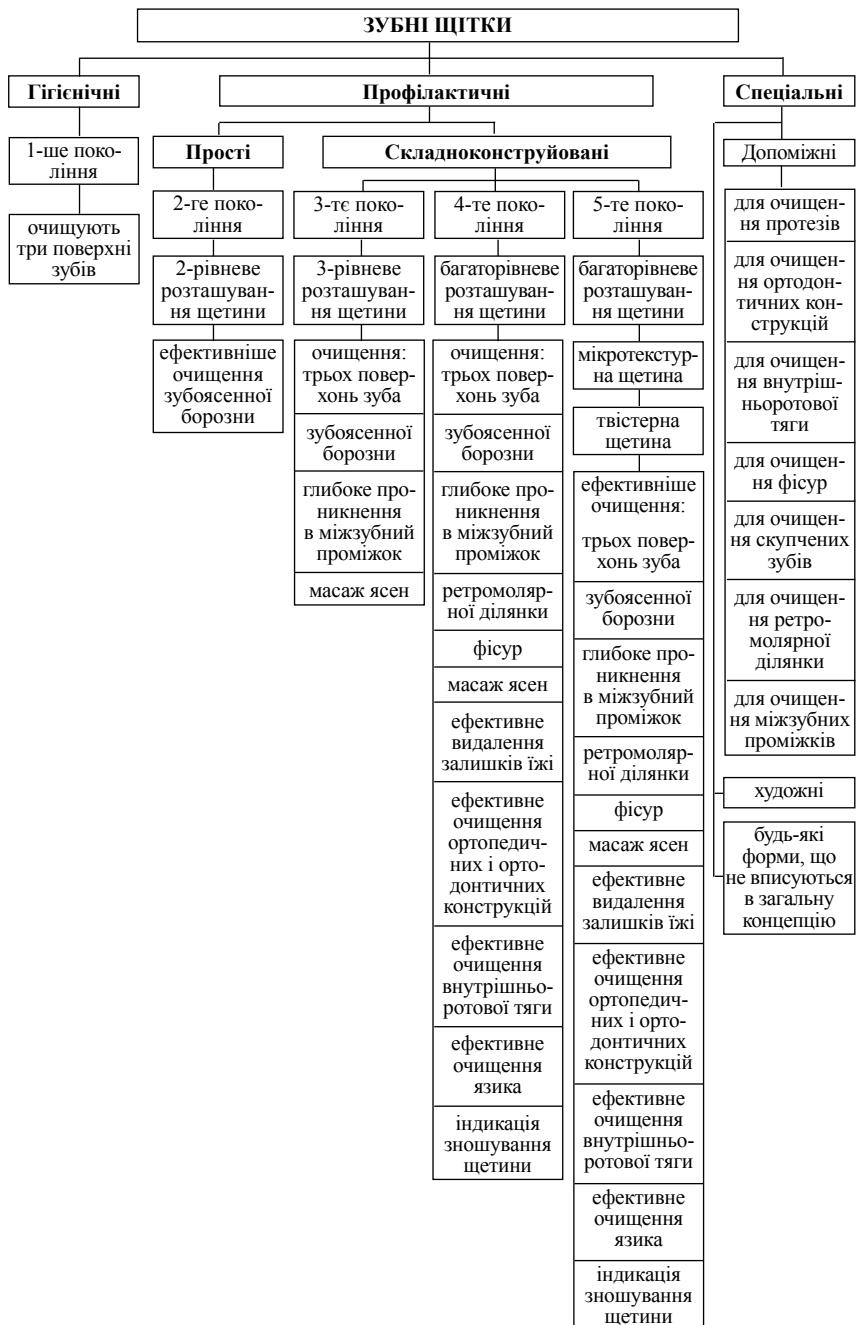 ЗУБНІ ЩІТКИ
Гігієнічні
Профілактичні
Спеціальні
1-ше поко-
ління
очищують
три поверхні
зубів
Прості
Складноконструйовані
2-ге поко-
ління
2-рівневе
розташуван-
ня щетини
ефективніше
очищення
зубоясенної
борозни
3-тє поко-
ління
3-рівневе
розташуван-
ня щетини
очищення:
трьох повер-
хонь зуба
зубоясенної
борозни
глибоке про-
никнення
в міжзубний
проміжок
масаж ясен
4-те поко-
ління
багаторівневе
розташуван-
ня щетини
очищення:
трьох повер-
хонь зуба
зубоясенної
борозни
глибоке про-
никнення
в міжзубний
проміжок
ретромоляр-
ної ділянки
фісур
масаж ясен
ефективне
видалення
залишків їжі
ефективне
очищення
ортопедич-
них і орто-
донтичних
конструкцій
ефективне
очищення
внутрішньо-
ротової тяги
ефективне
очищення
язика
індикація
зношування
щетини
5-те поко-
ління
багаторівневе
розташуван-
ня щетини
мікротекстур-
на щетина
твістерна
щетина
ефективніше
очищення:
трьох повер-
хонь зуба
зубоясенної
борозни
глибоке про-
никнення
в міжзубний
проміжок
ретромоляр-
ної ділянки
фісур
масаж ясен
ефективне
видалення
залишків їжі
ефективне
очищення
ортопедич-
них і орто-
донтичних
конструкцій
ефективне
очищення
внутрішньо-
ротової тяги
ефективне
очищення
язика
індикація
зношування
щетини
Допоміжні
для очищен-
ня протезів
для очищен-
ня ортодон-
тичних кон-
струкцій
для очищен-
ня внутріш-
ньоротової
тяги
для очищен-
ня фісур
для очищен-
ня скупчених
зубів
для очищен-
ня ретро-
молярної
ділянки
для очищен-
ня міжзубних
проміжків
художні
будь-які
форми, що
не вписуються
в загальну
концепцію